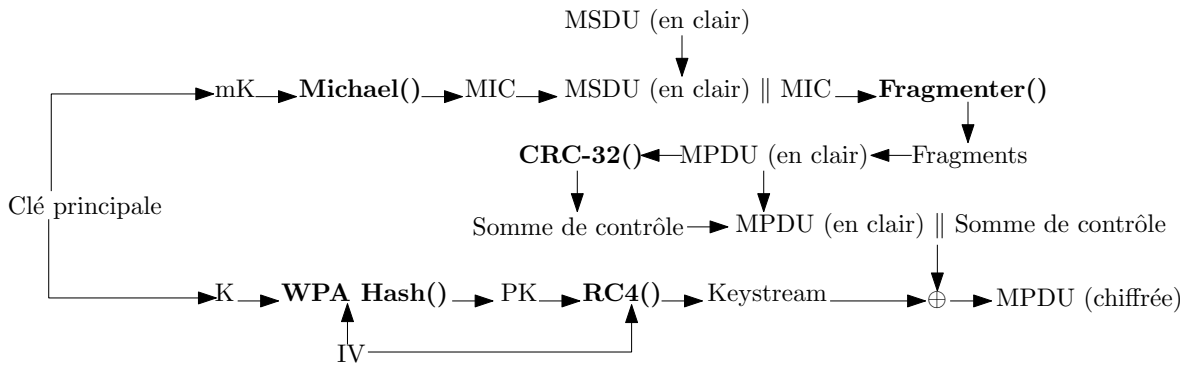 MSDU (en clair)
mK Michael() MIC MSDU (en clair) ∥ MIC Fragmenter()
CRC-32() MPDU (en clair) Fragments
Clé principale
Somme de contrôle MPDU (en clair) ∥ Somme de contrôle
K WPA Hash() PK RC4() Keystream ⊕ MPDU (chiffrée)
IV